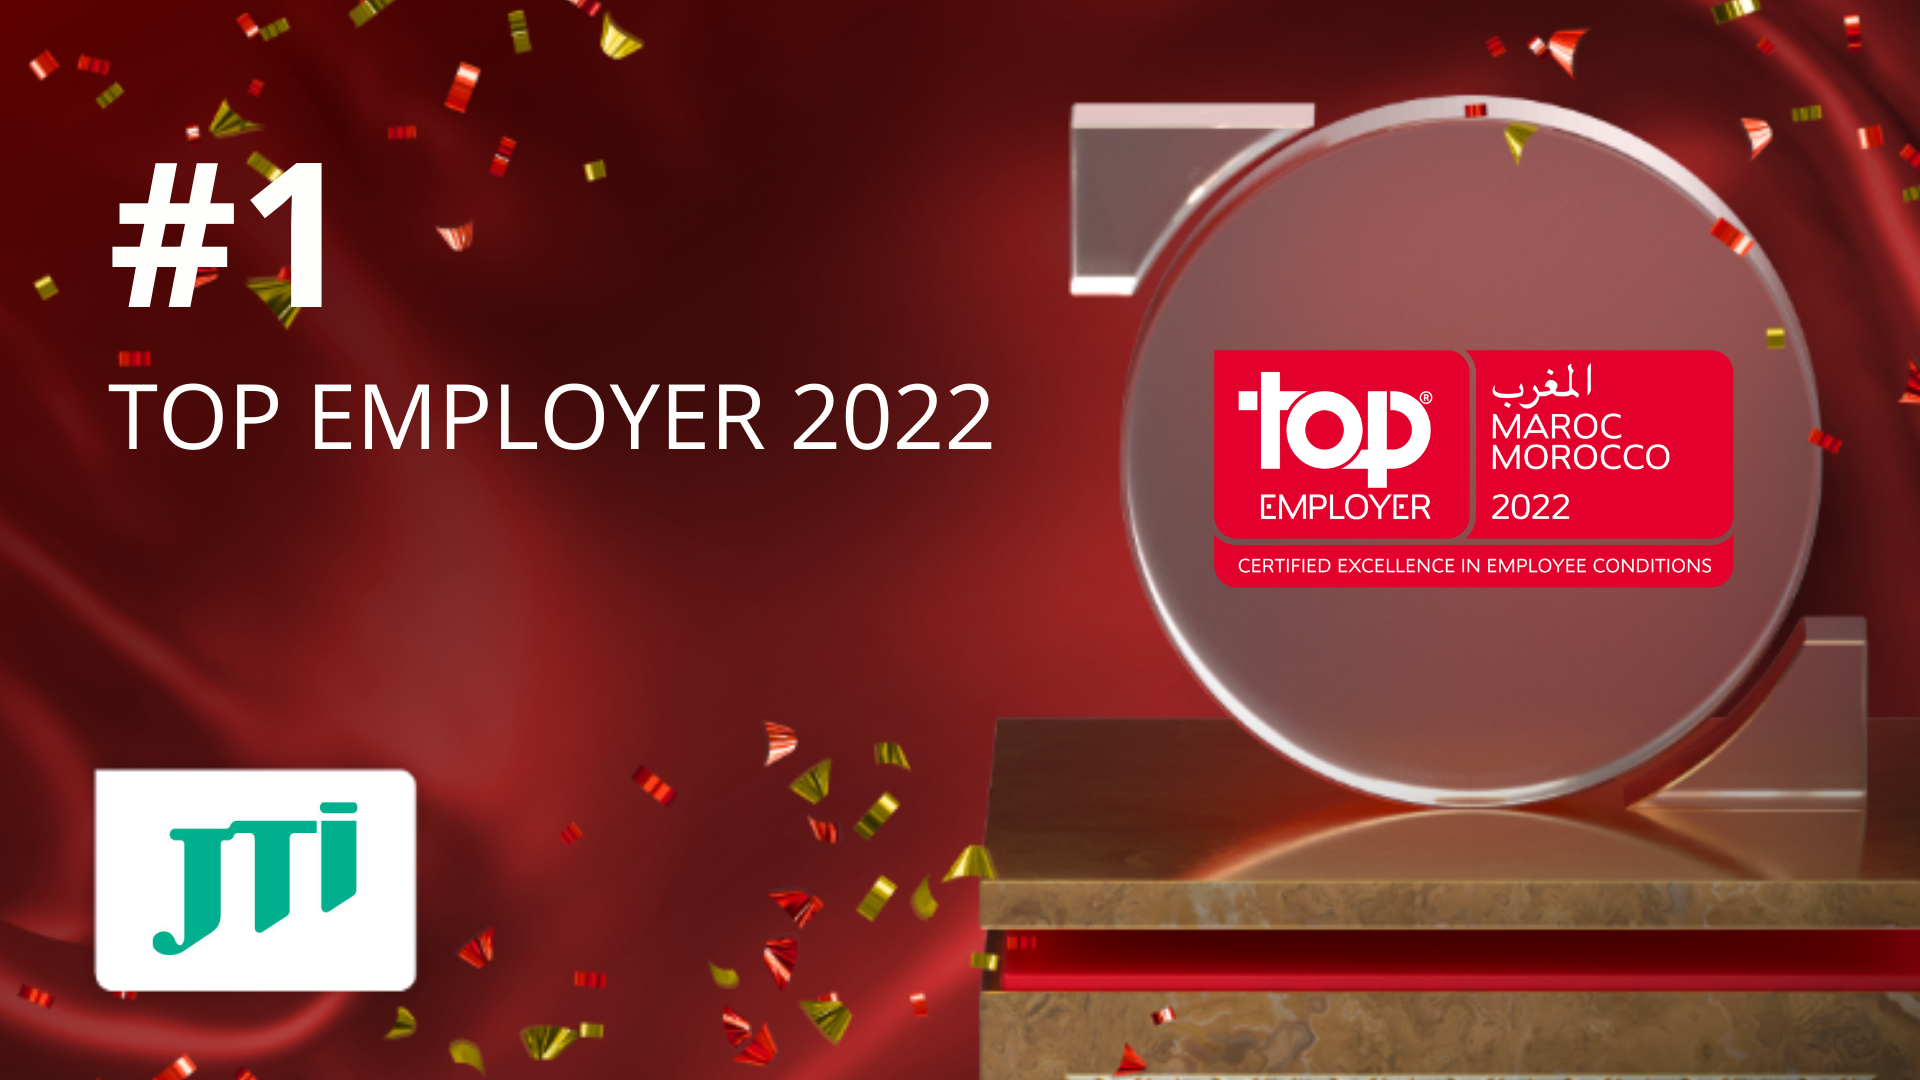 #1
TOP EMPLOYER 2022
top®
EMPLOYER
المغرب
MAROC
MOROCCO
2022
CERTIFIED EXCELLENCE IN EMPLOYEE CONDITIONS
JTi